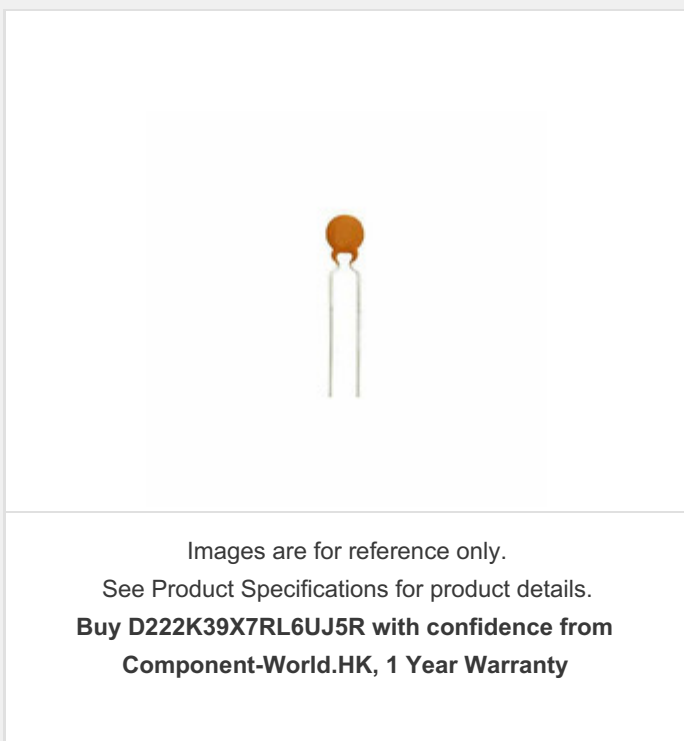 Images are for reference only.
See Product Specifications for product details.
Buy D222K39X7RL6UJ5R with confidence from
Component-World.HK, 1 Year Warranty